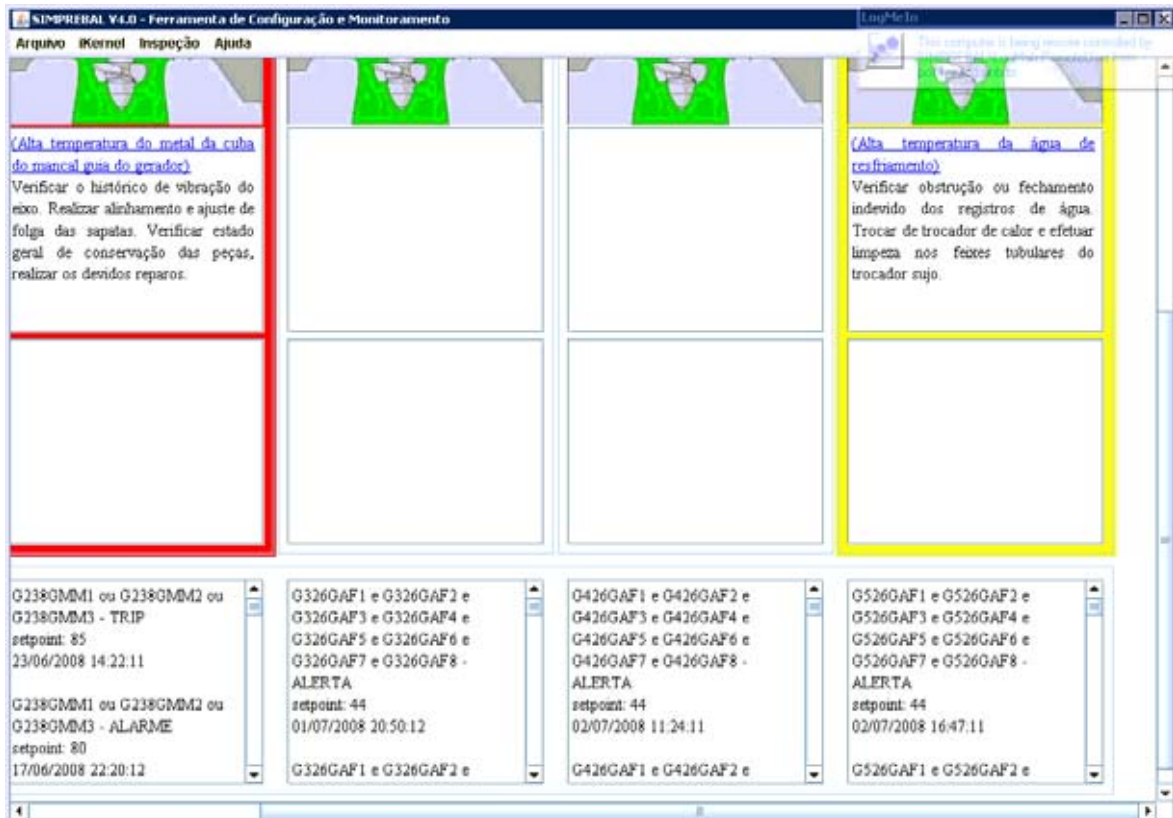 SIMPREBAL V4.0 - Ferramenta de Configuração e Monitoramento
LogMeIn
This computer is being remote controlled by
Arquivo iKernel Inspeção Ajuda
(Alta temperatura do metal da cuba
do mancal guia do gerador)
Verificar o histórico de vibração do
eixo. Realizar alinhamento e ajuste de
folga das sapatas. Verificar estado
geral de conservação das peças,
realizar os devidos reparos.
(Alta temperatura da água de
resfriamento)
Verificar obstrução ou fechamento
indevido dos registros de água.
Trocar de trocador de calor e efetuar
limpeza nos feixes tubulares do
trocador sujo.
G238GMM1 ou G238GMM2 ou
G238GMM3 - TRIP
setpoint: 85
23/06/2008 14:22:11
G238GMM1 ou G238GMM2 ou
G238GMM3 - ALARME
setpoint: 80
17/06/2008 22:20:12
G326GAF1 e G326GAF2 e
G326GAF3 e G326GAF4 e
G326GAF5 e G326GAF6 e
G326GAF7 e G326GAF8 -
ALERTA
setpoint: 44
01/07/2008 20:50:12
G326GAF1 e G326GAF2 e
G426GAF1 e G426GAF2 e
G426GAF3 e G426GAF4 e
G426GAF5 e G426GAF6 e
G426GAF7 e G426GAF8 -
ALERTA
setpoint: 44
02/07/2008 11:24:11
G426GAF1 e G426GAF2 e
G526GAF1 e G526GAF2 e
G526GAF3 e G526GAF4 e
G526GAF5 e G526GAF6 e
G526GAF7 e G526GAF8 -
ALERTA
setpoint: 44
02/07/2008 16:47:11
G526GAF1 e G526GAF2 e